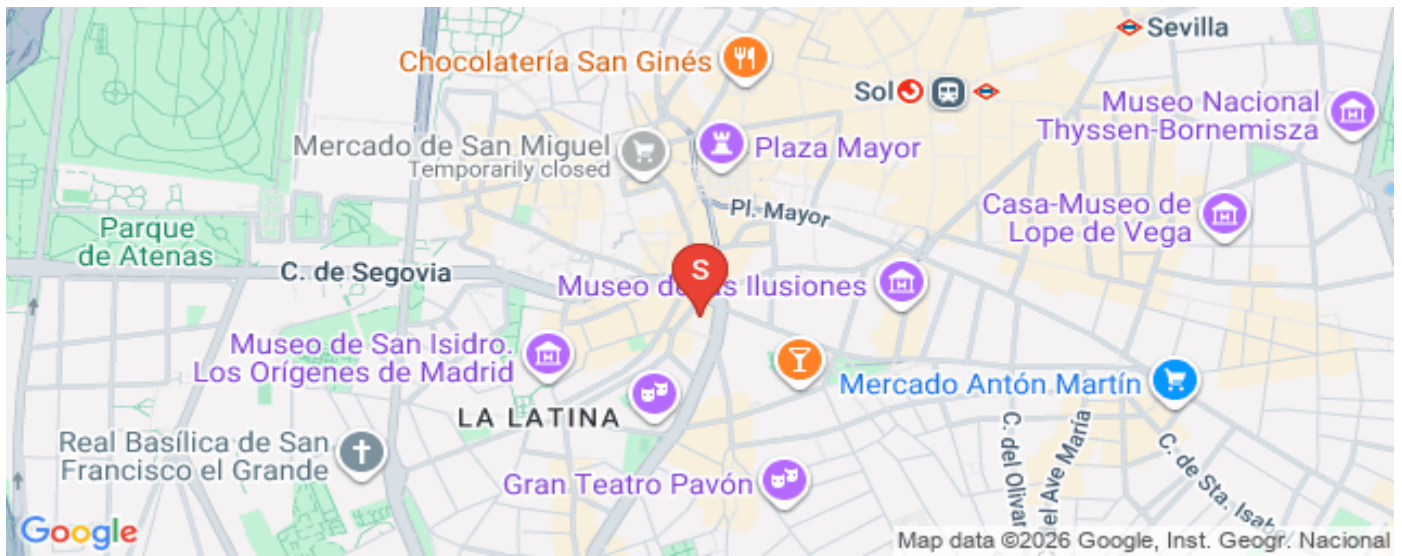 Sevilla
Chocolatería San Ginés
Sol
Museo Nacional
Thyssen-Bornemisza
Mercado de San Miguel
Temporarily closed
Plaza Mayor
Pl. Mayor
Casa-Museo de
Lope de Vega
Parque
de Atenas
C. de Segovia
S
Museo de
as Ilusiones
Museo de San Isidro.
Los Orígenes de Madrid
Mercado Antón Martín
LA LATINA
C. del Olivar
el Ave María
C. de Sta. Isab
Real Basílica de San
Francisco el Grande
Gran Teatro Pavón
Google
Map data ©2026 Google, Inst. Geogr. Nacional